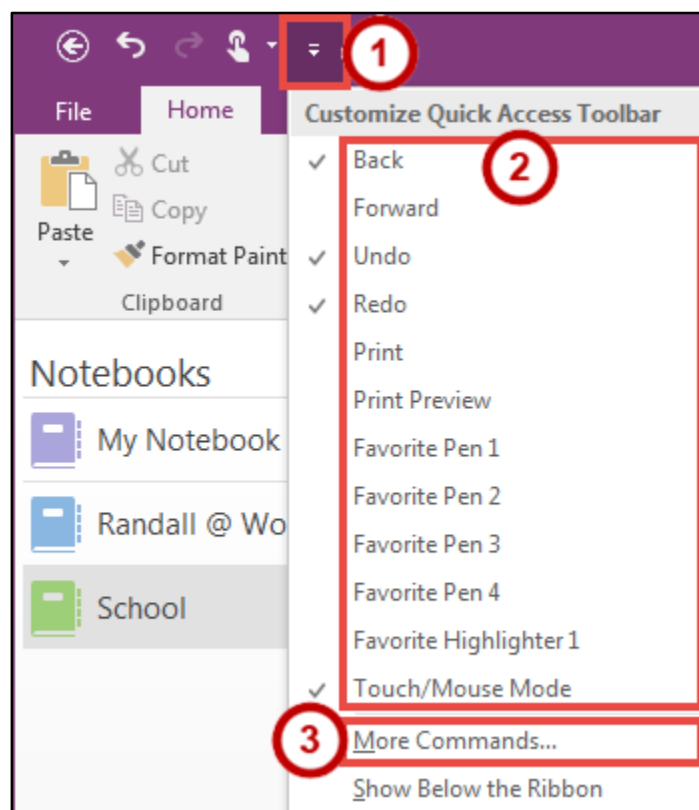 1
File
Home
Customize Quick Access Toolbar
Cut
Copy
Paste
Format Paint
Clipboard
Back
2
Forward
Undo
Redo
Print
Print Preview
Favorite Pen 1
Favorite Pen 2
Favorite Pen 3
Favorite Pen 4
Favorite Highlighter 1
Touch/Mouse Mode
3
More Commands...
Show Below the Ribbon
Notebooks
My Notebook
Randall @ Wo
School